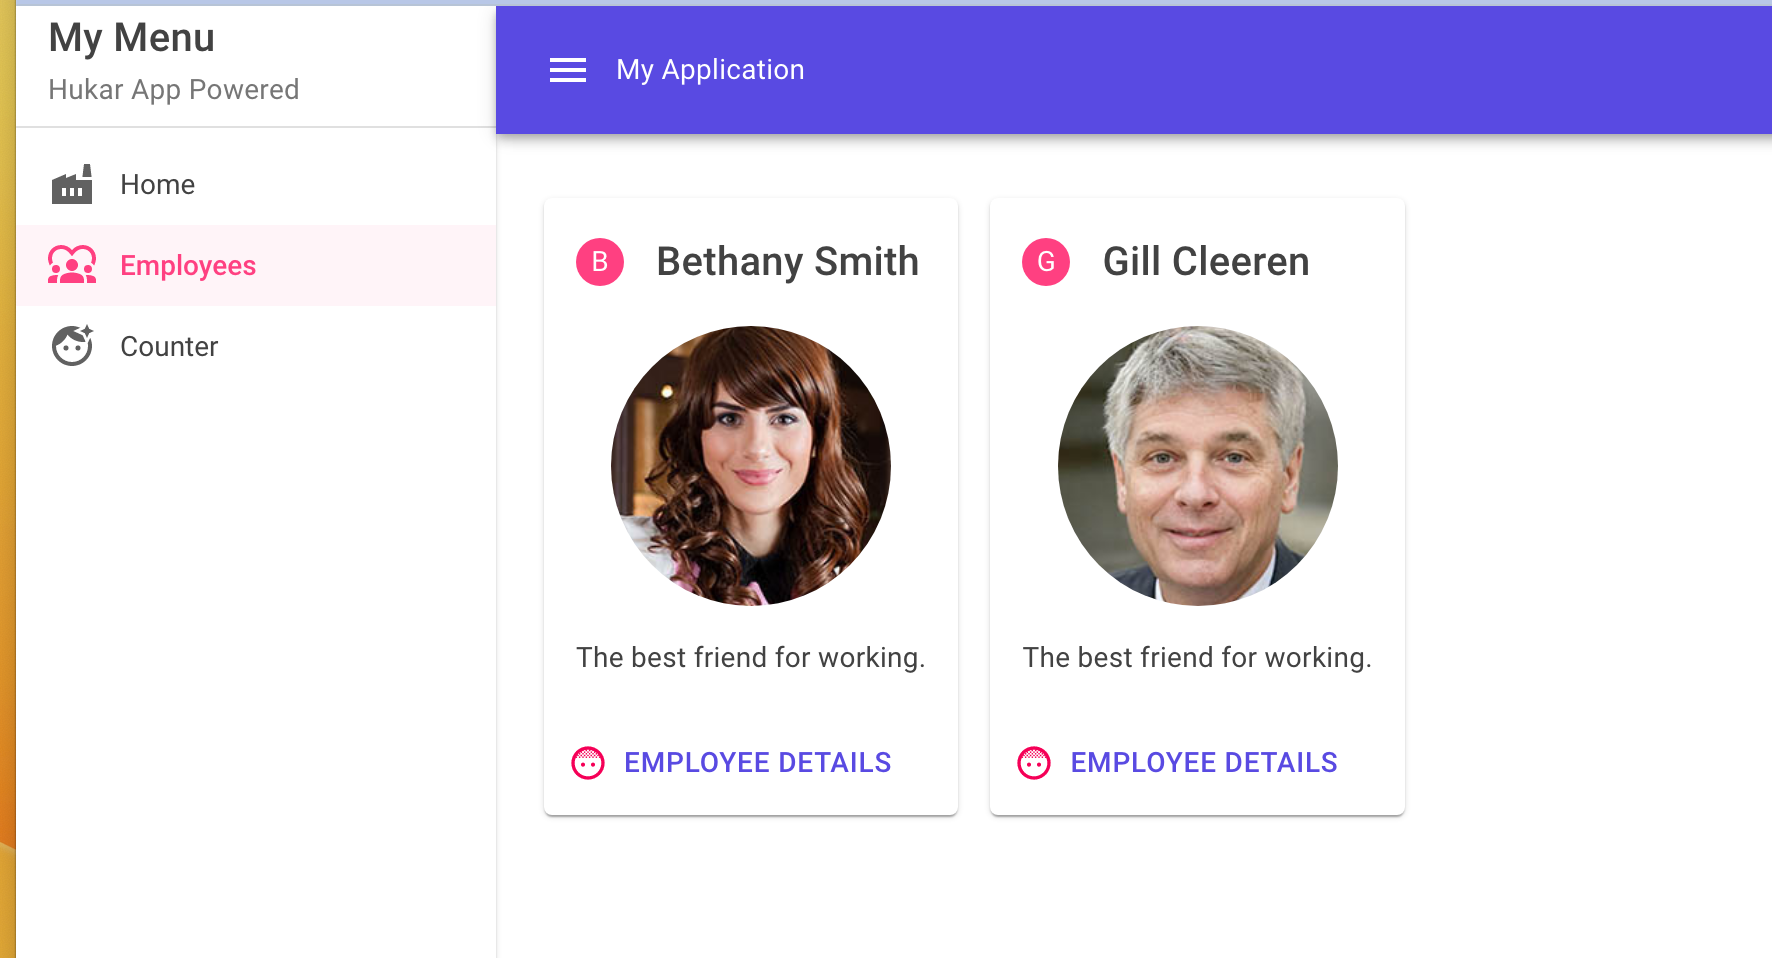 My Menu
Hukar App Powered
Home
Employees
Counter
My Application
B Bethany Smith
The best friend for working.
EMPLOYEE DETAILS
G Gill Cleeren
The best friend for working.
EMPLOYEE DETAILS